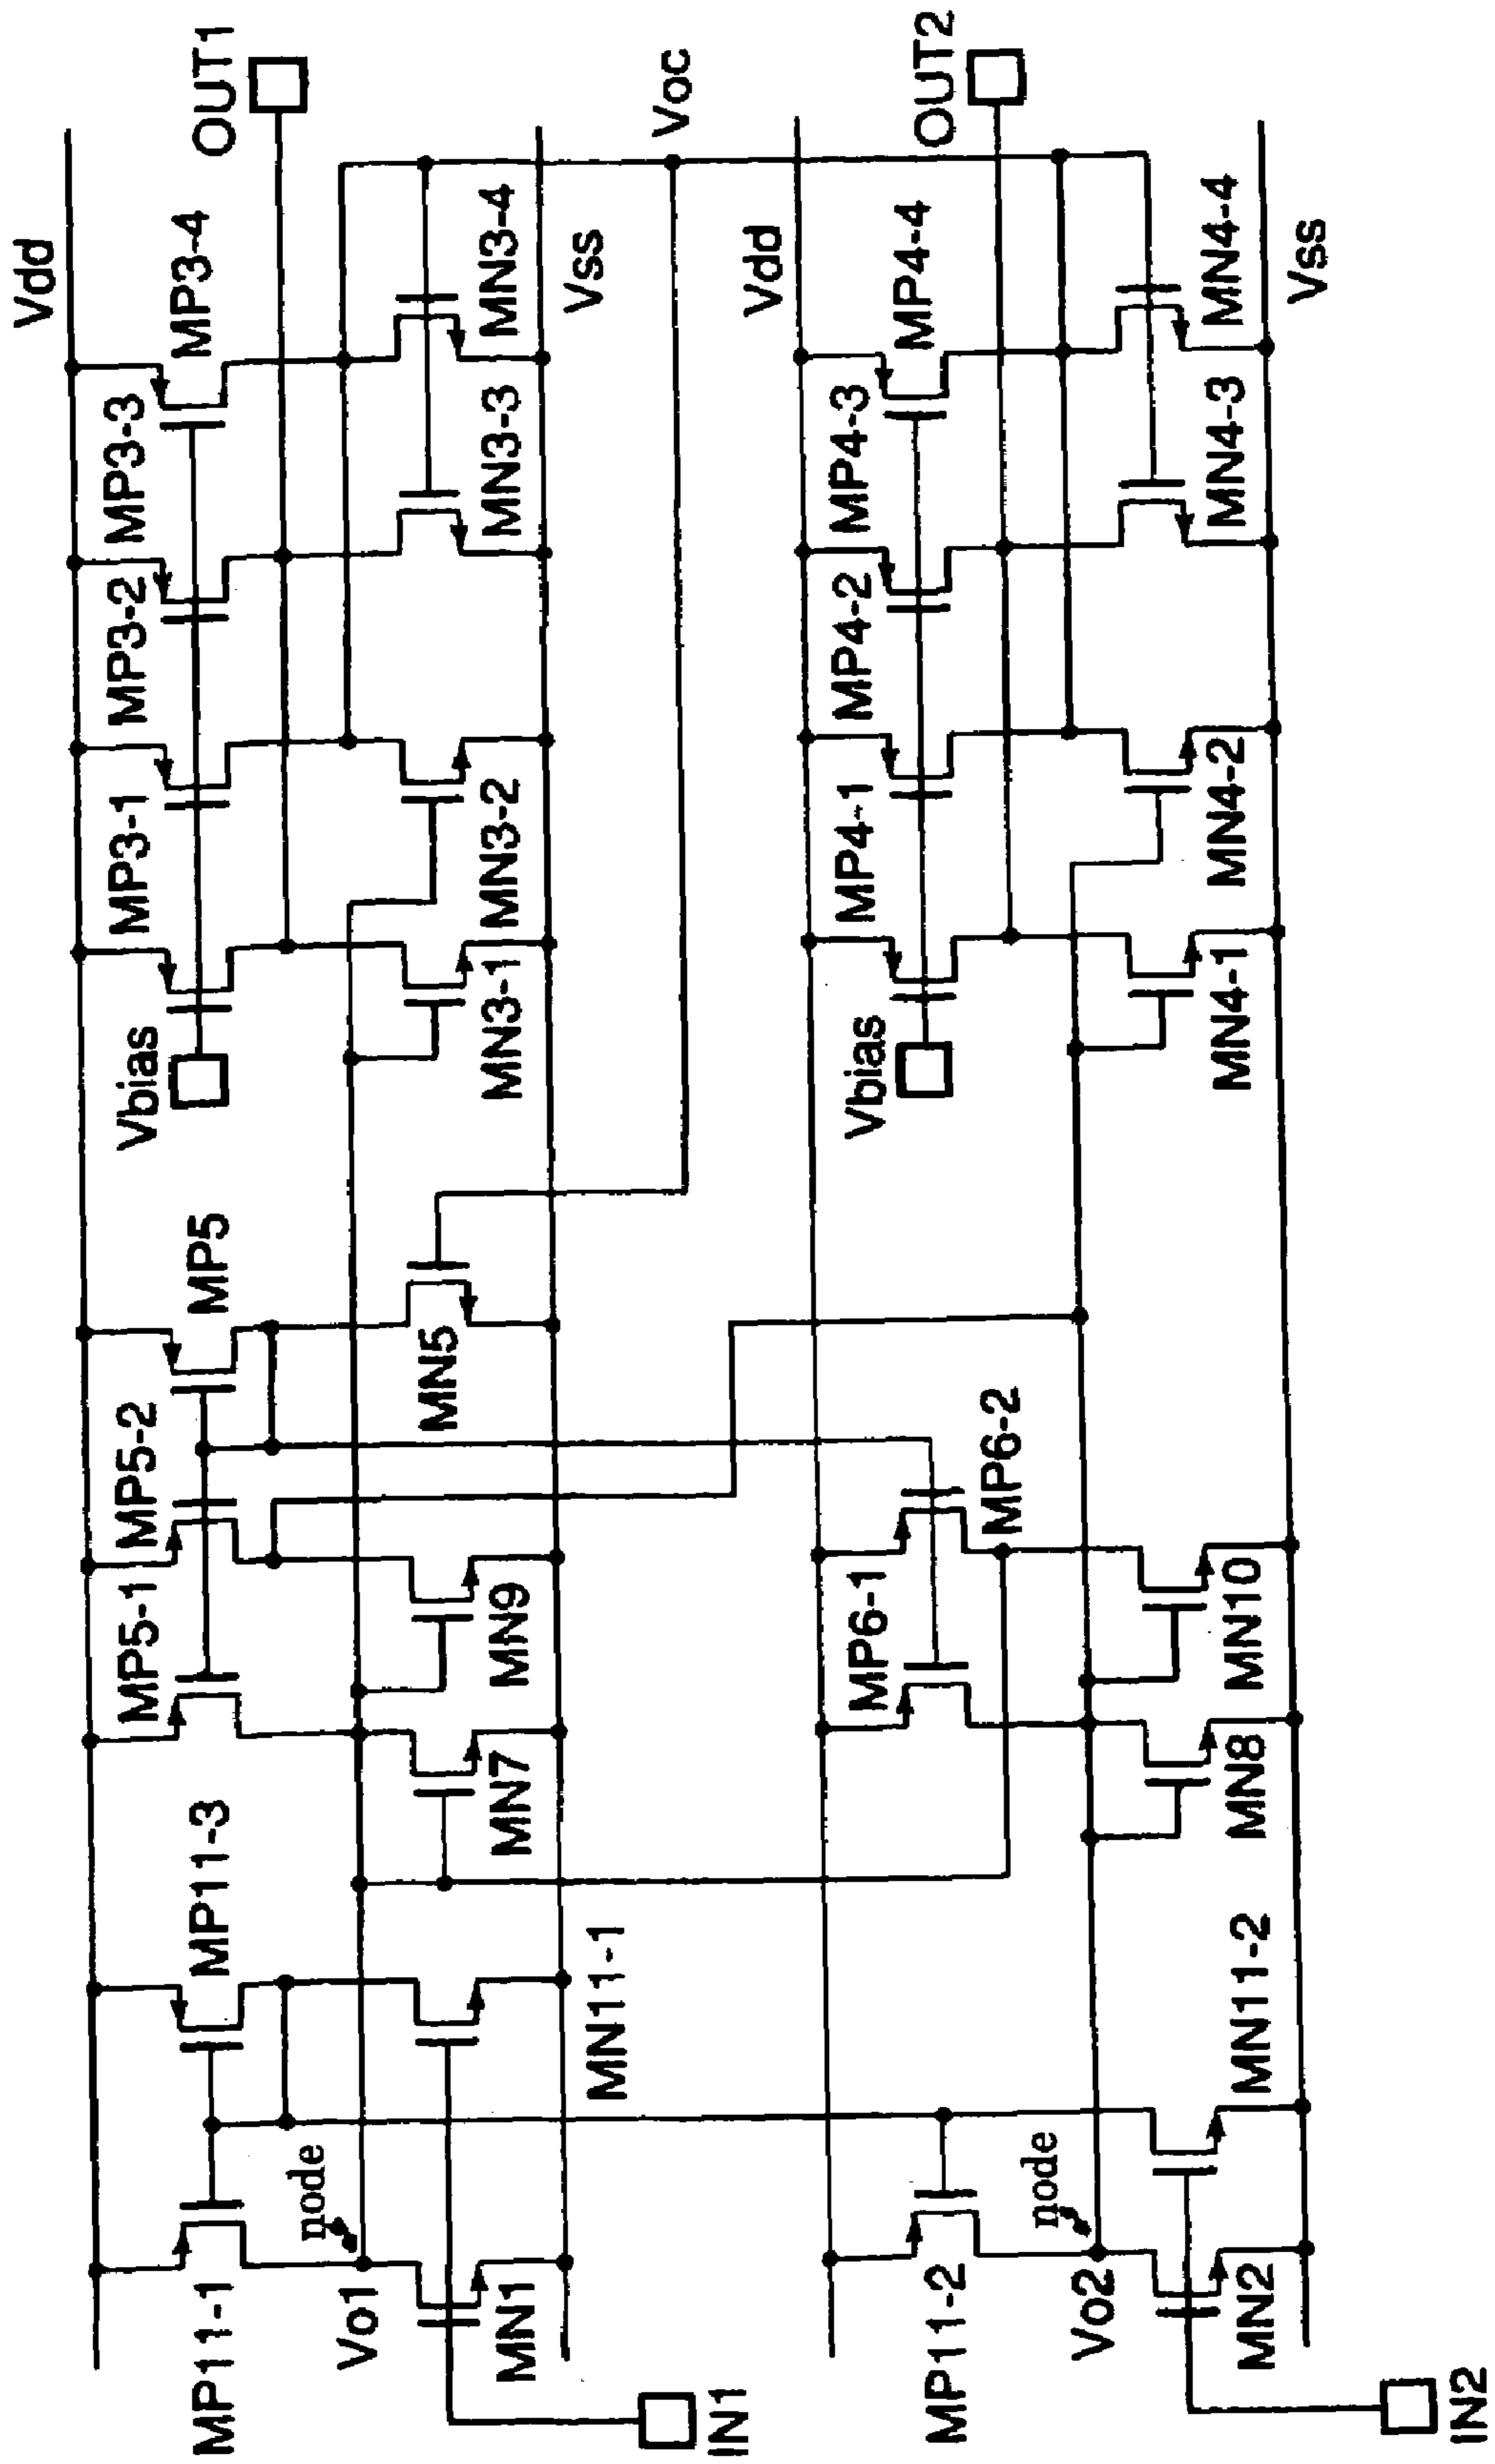 Vdd
OUT1
MP3-4
MP3-3
MP3-2
MP3-1
Vbias
MP5
MP5-2
MP5-1
MP11-3
MP11-1
node
Vo1
MN1
MN11-1
MN7
MN9
MN5
MN3-1
MN3-2
MN3-3
MN3-4
Vss
IN1
Voc
Vdd
OUT2
MP4-4
MP4-3
MP4-2
MP4-1
Vbias
MP6-2
MP6-1
MP11-2
node
Vo2
MN2
MN11-2
MN8
MN10
MN4-1
MN4-2
MN4-3
MN4-4
Vss
IN2